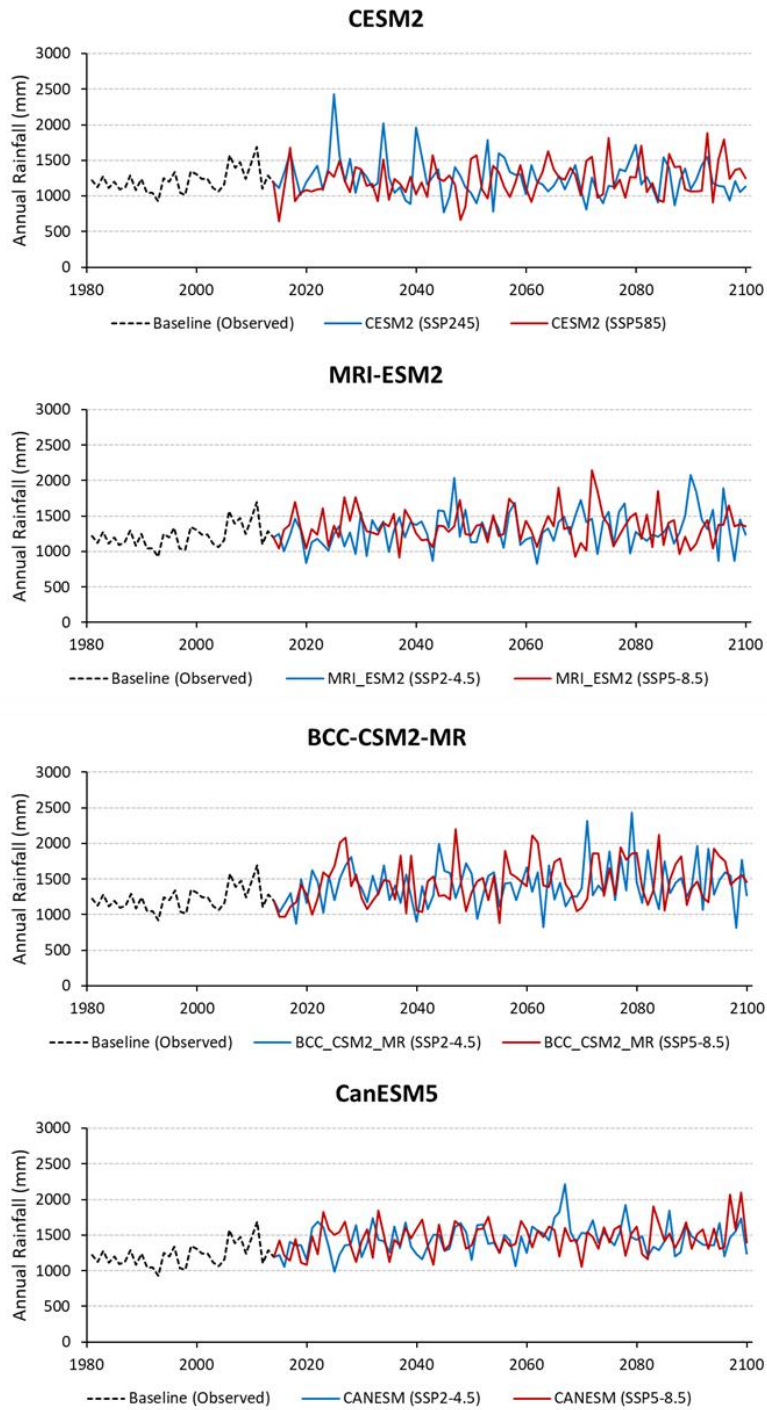 CESM2
Annual Rainfall (mm)
3000
2500
2000
1500
1000
500
0
1980 2000 2020 2040 2060 2080 2100
Baseline (Observed) CESM2 (SSP245) CESM2 (SSP585)
MRI-ESM2
Annual Rainfall (mm)
3000
2500
2000
1500
1000
500
0
1980 2000 2020 2040 2060 2080 2100
Baseline (Observed) MRI_ESM2 (SSP2-4.5) MRI_ESM2 (SSP5-8.5)
BCC-CSM2-MR
Annual Rainfall (mm)
3000
2500
2000
1500
1000
500
0
1980 2000 2020 2040 2060 2080 2100
Baseline (Observed) BCC_CSM2_MR (SSP2-4.5) BCC_CSM2_MR (SSP5-8.5)
CanESM5
Annual Rainfall (mm)
3000
2500
2000
1500
1000
500
0
1980 2000 2020 2040 2060 2080 2100
Baseline (Observed) CANESM (SSP2-4.5) CANESM (SSP5-8.5)